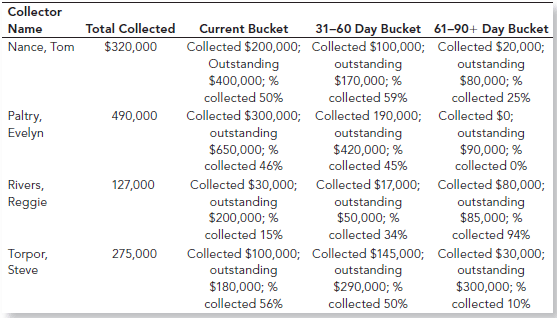 Collector
Name Total Collected Current Bucket 31–60 Day Bucket 61–90+ Day Bucket
Nance, Tom $320,000 Collected $200,000; Collected $100,000; Collected $20,000;
Outstanding outstanding outstanding
$400,000; % $170,000; % $80,000; %
collected 50% collected 59% collected 25%
Paltry, 490,000 Collected $300,000; Collected 190,000; Collected $0;
Evelyn outstanding outstanding outstanding
$650,000; % $420,000; % $90,000; %
collected 46% collected 45% collected 0%
Rivers, 127,000 Collected $30,000; Collected $17,000; Collected $80,000;
Reggie outstanding outstanding outstanding
$200,000; % $50,000; % $85,000; %
collected 15% collected 34% collected 94%
Torpor, 275,000 Collected $100,000; Collected $145,000; Collected $30,000;
Steve outstanding outstanding outstanding
$180,000; % $290,000; % $300,000; %
collected 56% collected 50% collected 10%